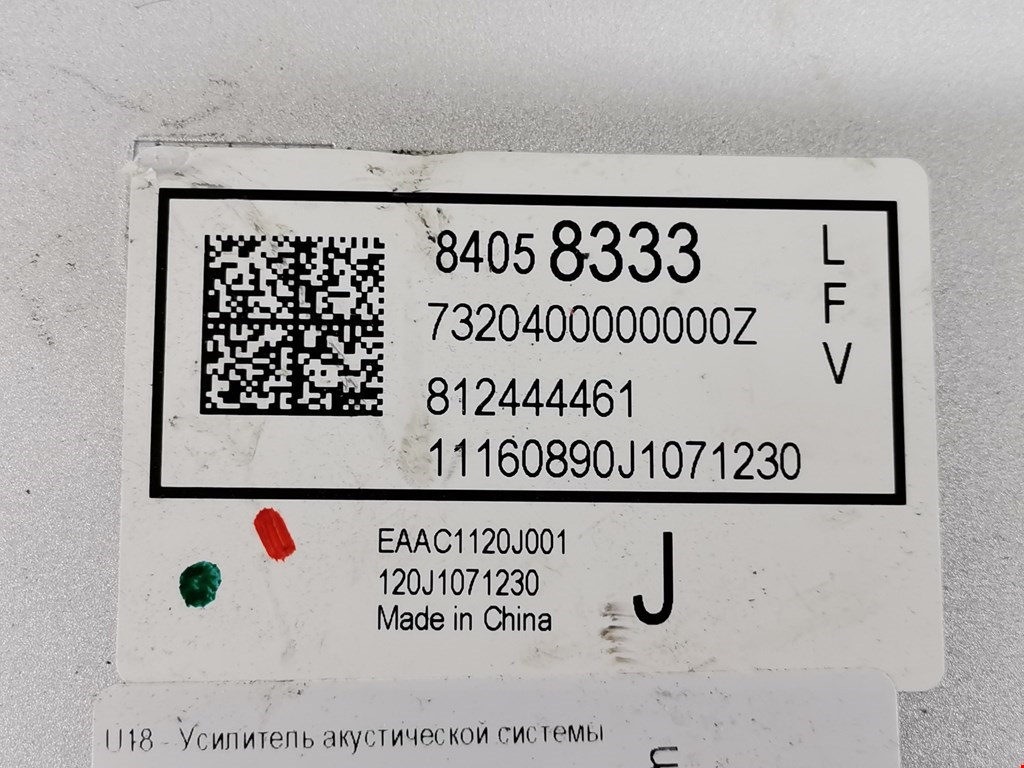 8405 8333
7320400000000Z
812444461
11160890J1071230
L
F
V
EAAC1120J001
120J1071230
Made in China
J
U18 - Усилитель акустической системы